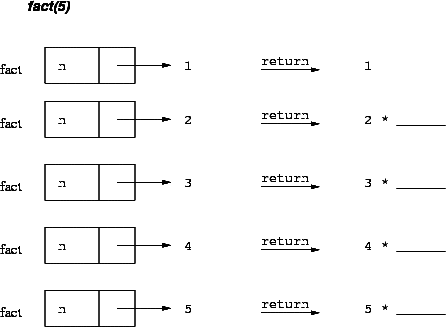 fact(5)
fact n 1 return 1
fact n 2 return 2 * ______
fact n 3 return 3 * ______
fact n 4 return 4 * ______
fact n 5 return 5 * ______